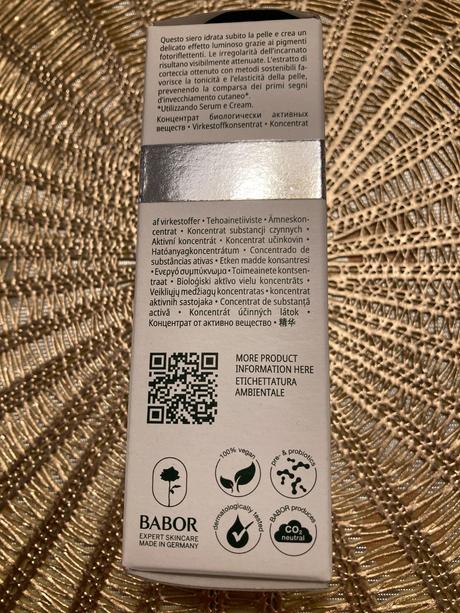 Questo siero idrata subito la pelle e crea un
delicato effetto luminoso grazie ai pigmenti
fotoriflettenti. Le irregolarità dell'incarnato
risultano visibilmente attenuate. L'estratto di
corteccia ottenuto con metodi sostenibili fa-
vorisce la tonicità e l'elasticità della pelle,
prevenendo la comparsa dei primi segni
d'invecchiamento cutaneo*.
*Utilizzando Serum e Cream.
Концентрат биологически активных
веществ • Virkestoffkonsentrat • Koncentrat
af virkestoffer • Tehoainetiiviste • Ämneskon-
centrat • Koncentrat substancji czynnych •
Aktivní koncentrát • Koncentrat učinkovin •
Hatóanyagkoncentrátum • Concentrado de
substâncias ativas • Etken madde konsantresi
• Ενεργό συμπύκνωμα • Toimeainete kontsen-
traat • Bioloģiski aktīvo vielu koncentrāts •
Veikliųjų medžiagų koncentratas • koncentrat
aktivnih sastojaka • Concentrat de substanță
activă • Koncentrát účinných látok •
Концентрат от активно вещество • 精华
MORE PRODUCT
INFORMATION HERE
ETICHETTATURA
AMBIENTALE
100% vegan
pre- & probiotics
BABOR
EXPERT SKINCARE
MADE IN GERMANY
dermatologically tested
BABOR produces
CO₂
neutral